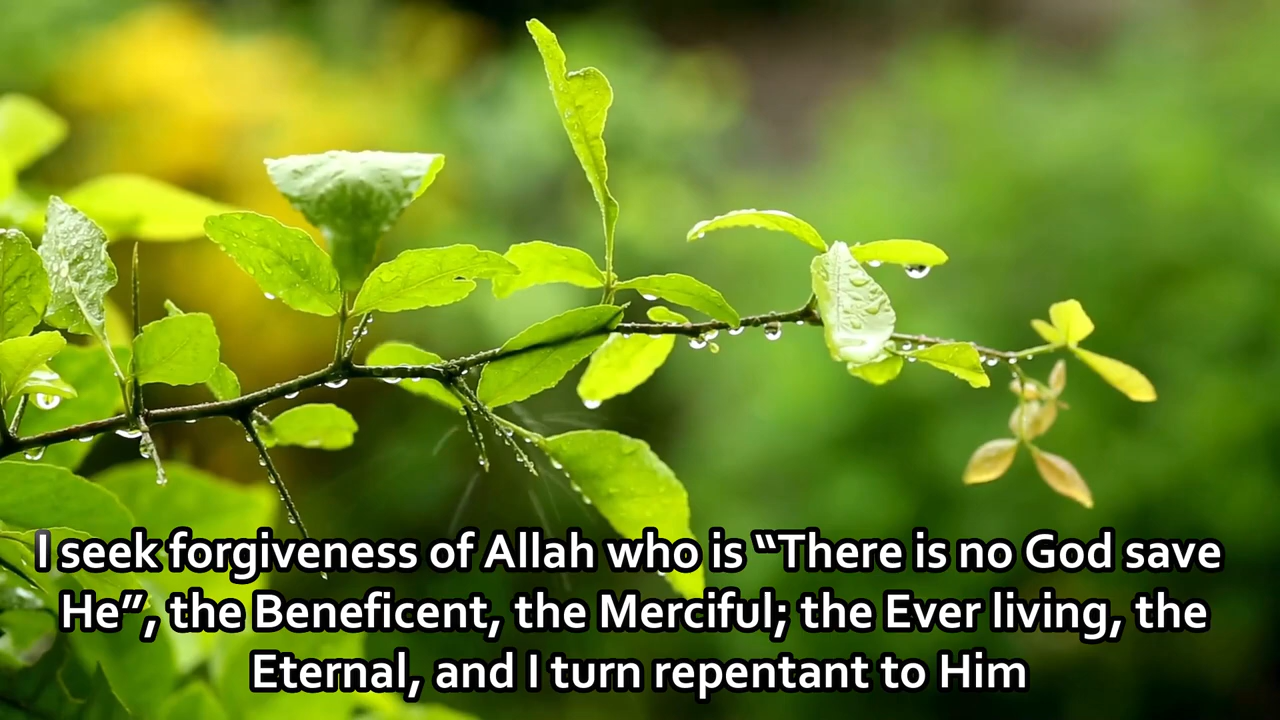 I seek forgiveness of Allah who is “There is no God save
He”, the Beneficent, the Merciful; the Ever living, the
Eternal, and I turn repentant to Him